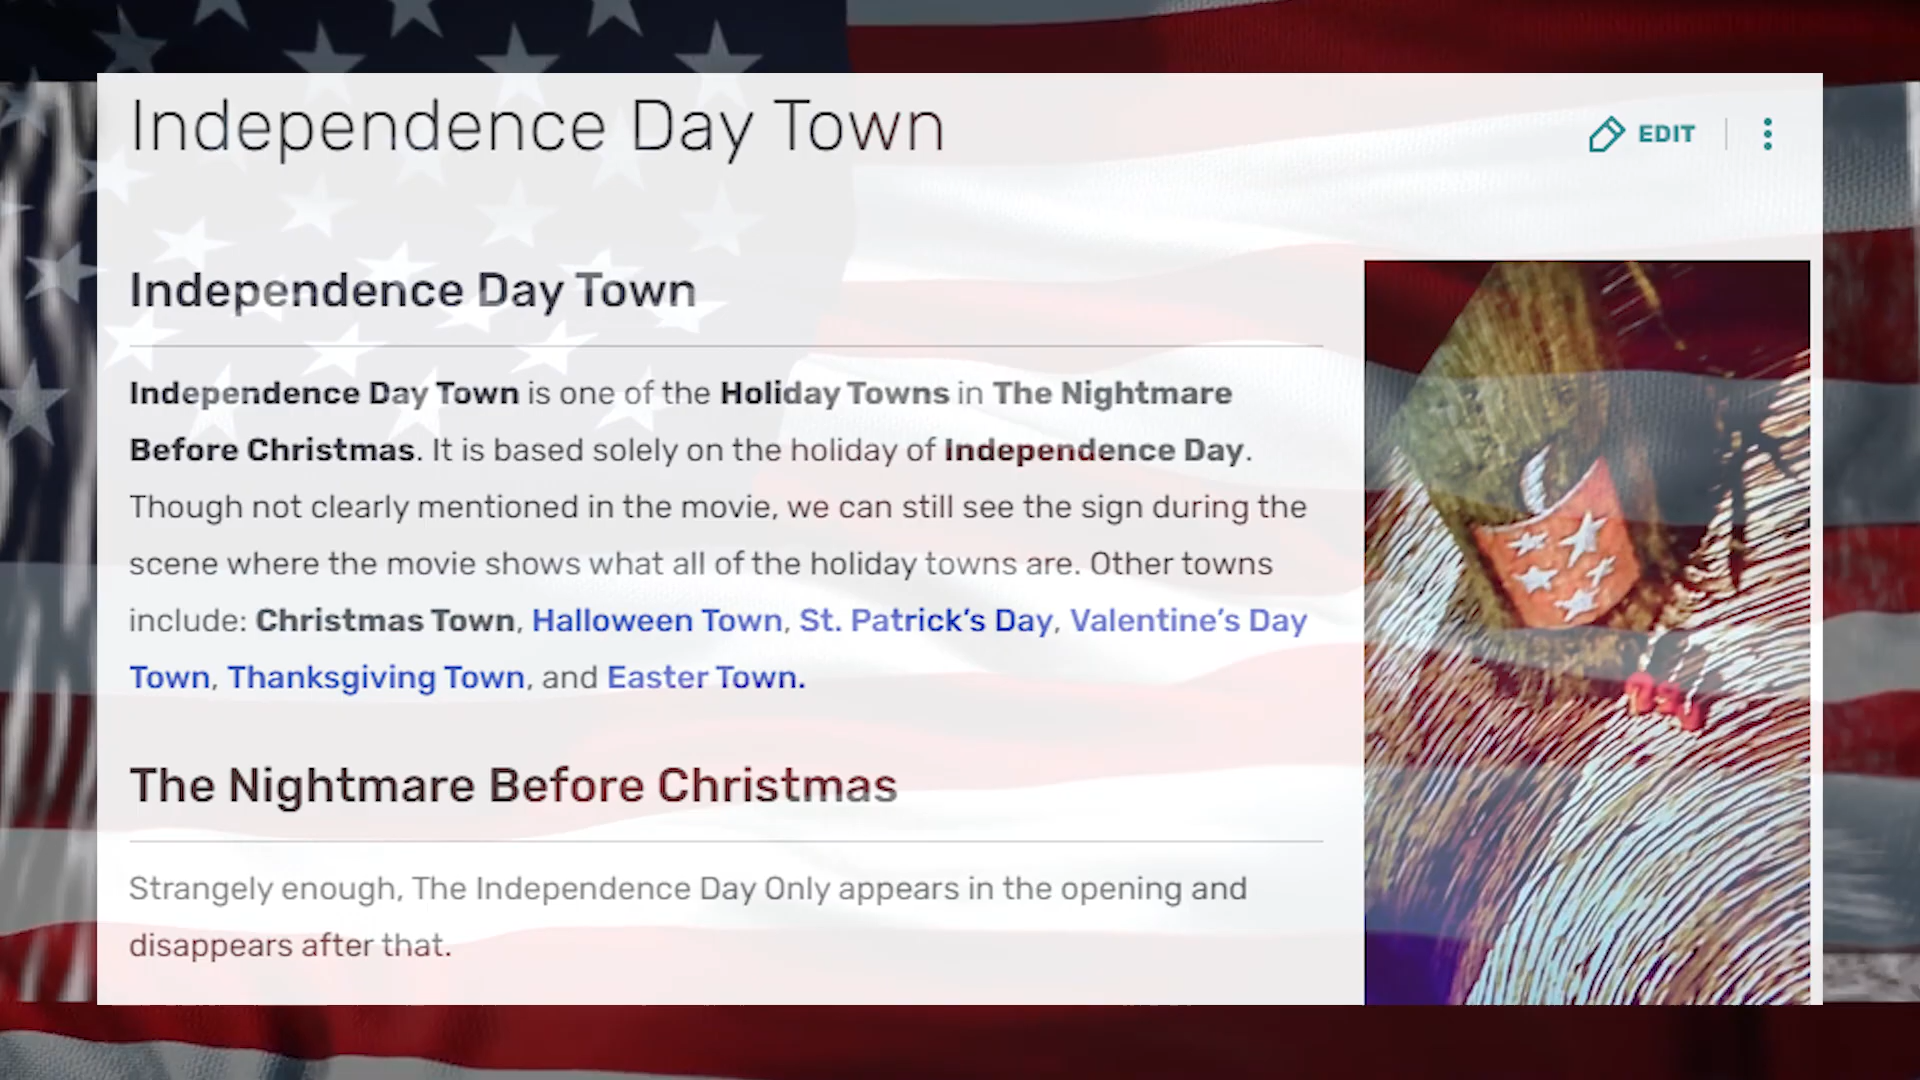 Independence Day Town
EDIT
Independence Day Town
Independence Day Town is one of the Holiday Towns in The Nightmare
Before Christmas. It is based solely on the holiday of Independence Day.
Though not clearly mentioned in the movie, we can still see the sign during the
scene where the movie shows what all of the holiday towns are. Other towns
include: Christmas Town, Halloween Town, St. Patrick’s Day, Valentine’s Day
Town, Thanksgiving Town, and Easter Town.
The Nightmare Before Christmas
Strangely enough, The Independence Day Only appears in the opening and
disappears after that.